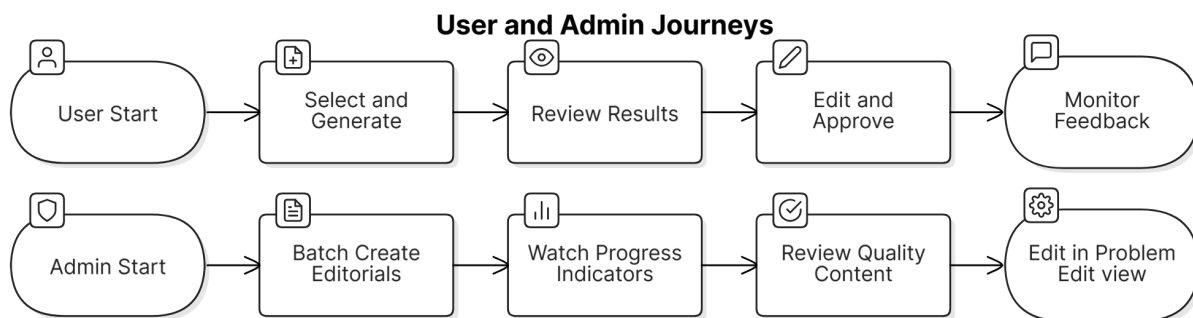 User and Admin Journeys
User Start
Select and
Generate
Review Results
Edit and
Approve
Monitor
Feedback
Admin Start
Batch Create
Editorials
Watch Progress
Indicators
Review Quality
Content
Edit in Problem
Edit view